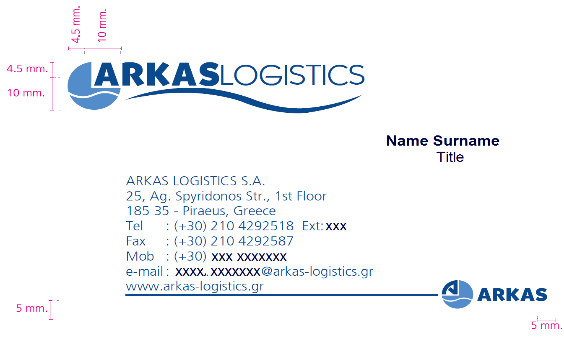 4.5 mm.
10 mm.
4.5 mm.
10 mm.
ARKAS LOGISTICS
Name Surname
Title
ARKAS LOGISTICS S.A.
25, Ag. Spyridonos Str., 1st Floor
185 35 - Piraeus, Greece
Tel : (+30) 210 4292518 Ext: xxx
Fax : (+30) 210 4292587
Mob : (+30) xxx xxxxxxx
e-mail : xxxx.xxxxxxx@arkas-logistics.gr
www.arkas-logistics.gr
ARKAS
5 mm.
5 mm.